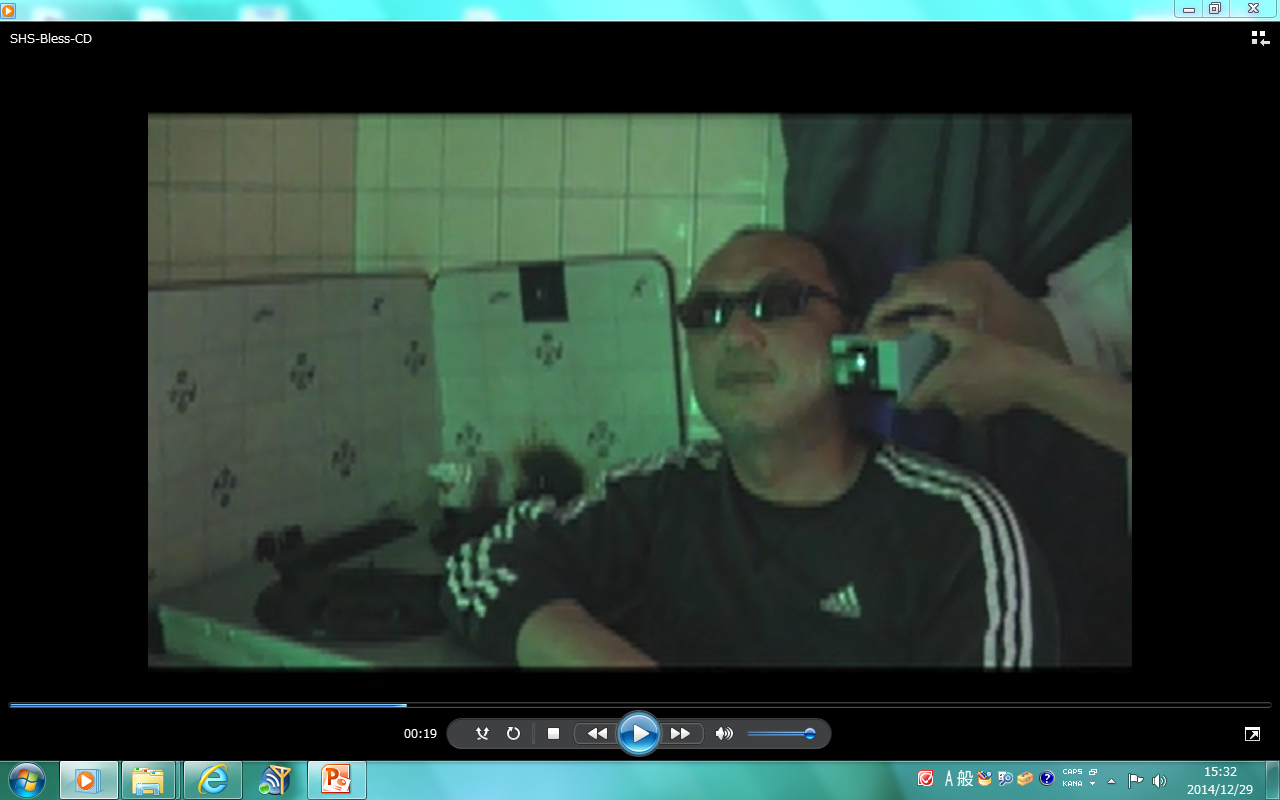 SHS-Bless-CD
00:19
A 般
CAPS
KANA
15:32
2014/12/29